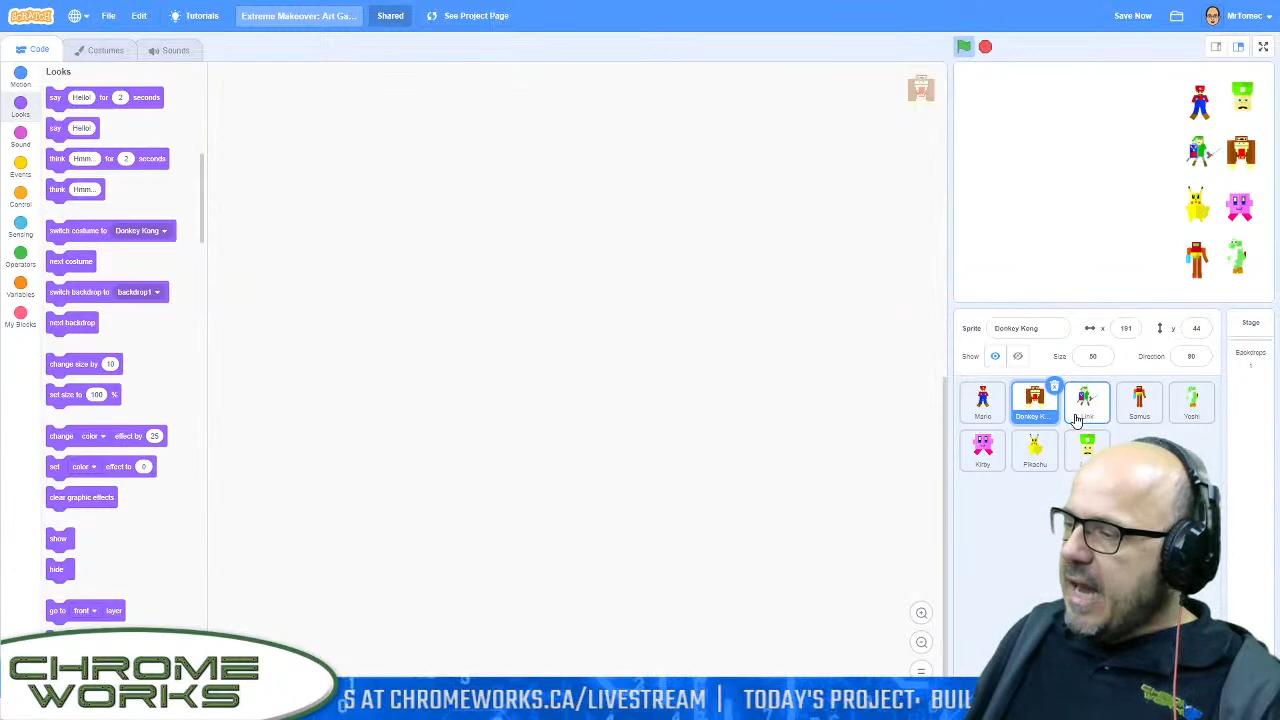 SCRATCH File Edit Tutorials Extreme Makeover: Art Ga... Shared See Project Page Save Now MrTomec
Code Costumes Sounds
Motion
Looks
Sound
Events
Control
Sensing
Operators
Variables
My Blocks
Looks
say Hello! for 2 seconds
say Hello!
think Hmm... for 2 seconds
think Hmm...
switch costume to Donkey Kong
next costume
switch backdrop to backdrop1
next backdrop
change size by 10
set size to 100 %
change color effect by 25
set color effect to 0
clear graphic effects
show
hide
go to front layer
Sprite Donkey Kong x 191 y 44
Show Size 50 Direction 90
Mario Donkey K... Link Samus Yoshi
Kirby Pikachu
Stage
Backdrops
1
CHROME
WORKS
S AT CHROMEWORKS.CA/LIVESTREAM | TODAY'S PROJECT: BUIL